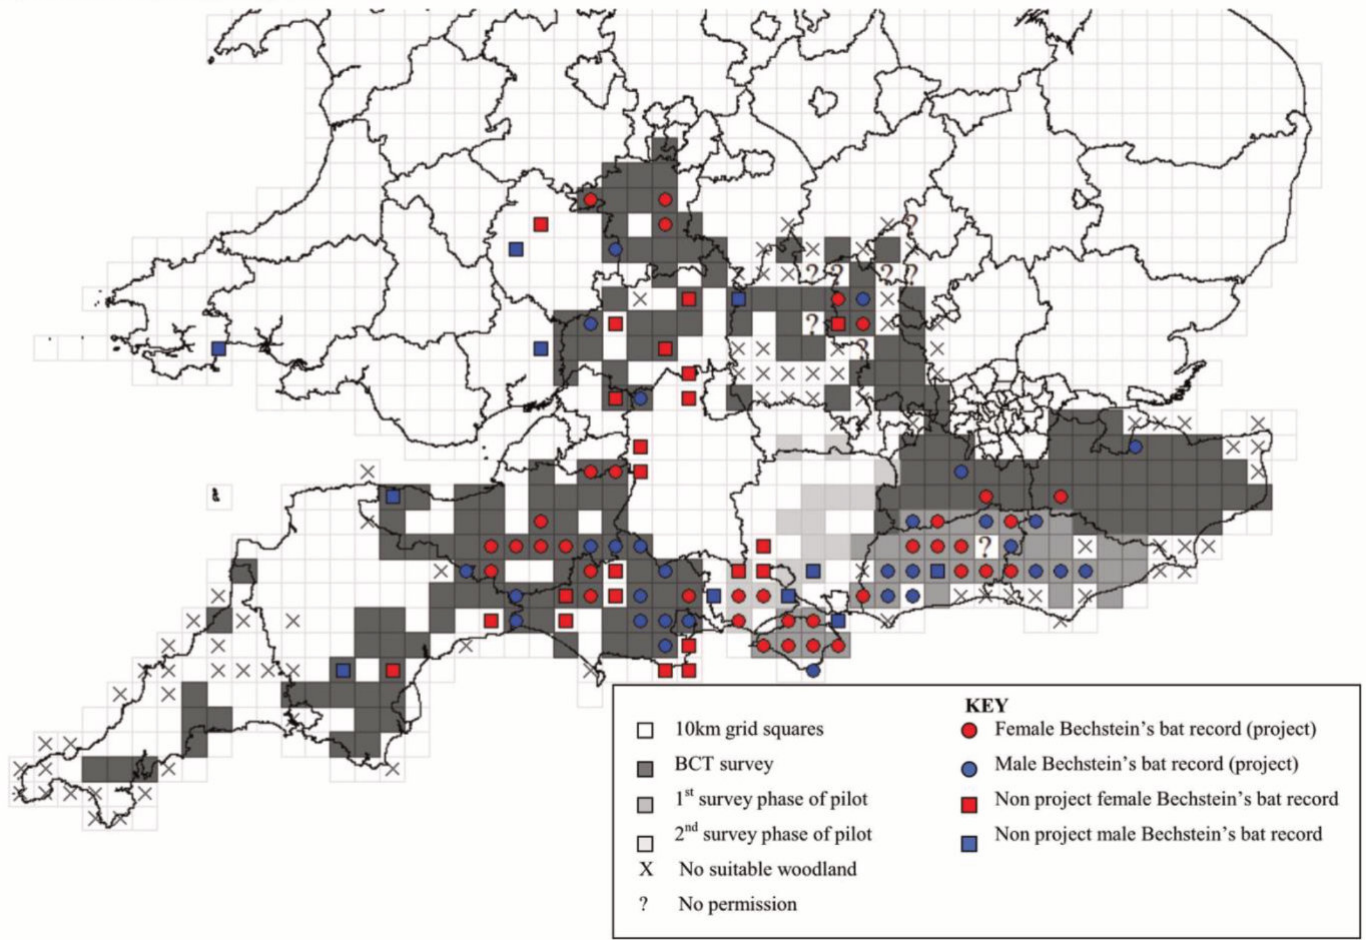 KEY
10km grid squares
BCT survey
1st survey phase of pilot
2nd survey phase of pilot
X No suitable woodland
? No permission
Female Bechstein's bat record (project)
Male Bechstein's bat record (project)
Non project female Bechstein's bat record
Non project male Bechstein's bat record